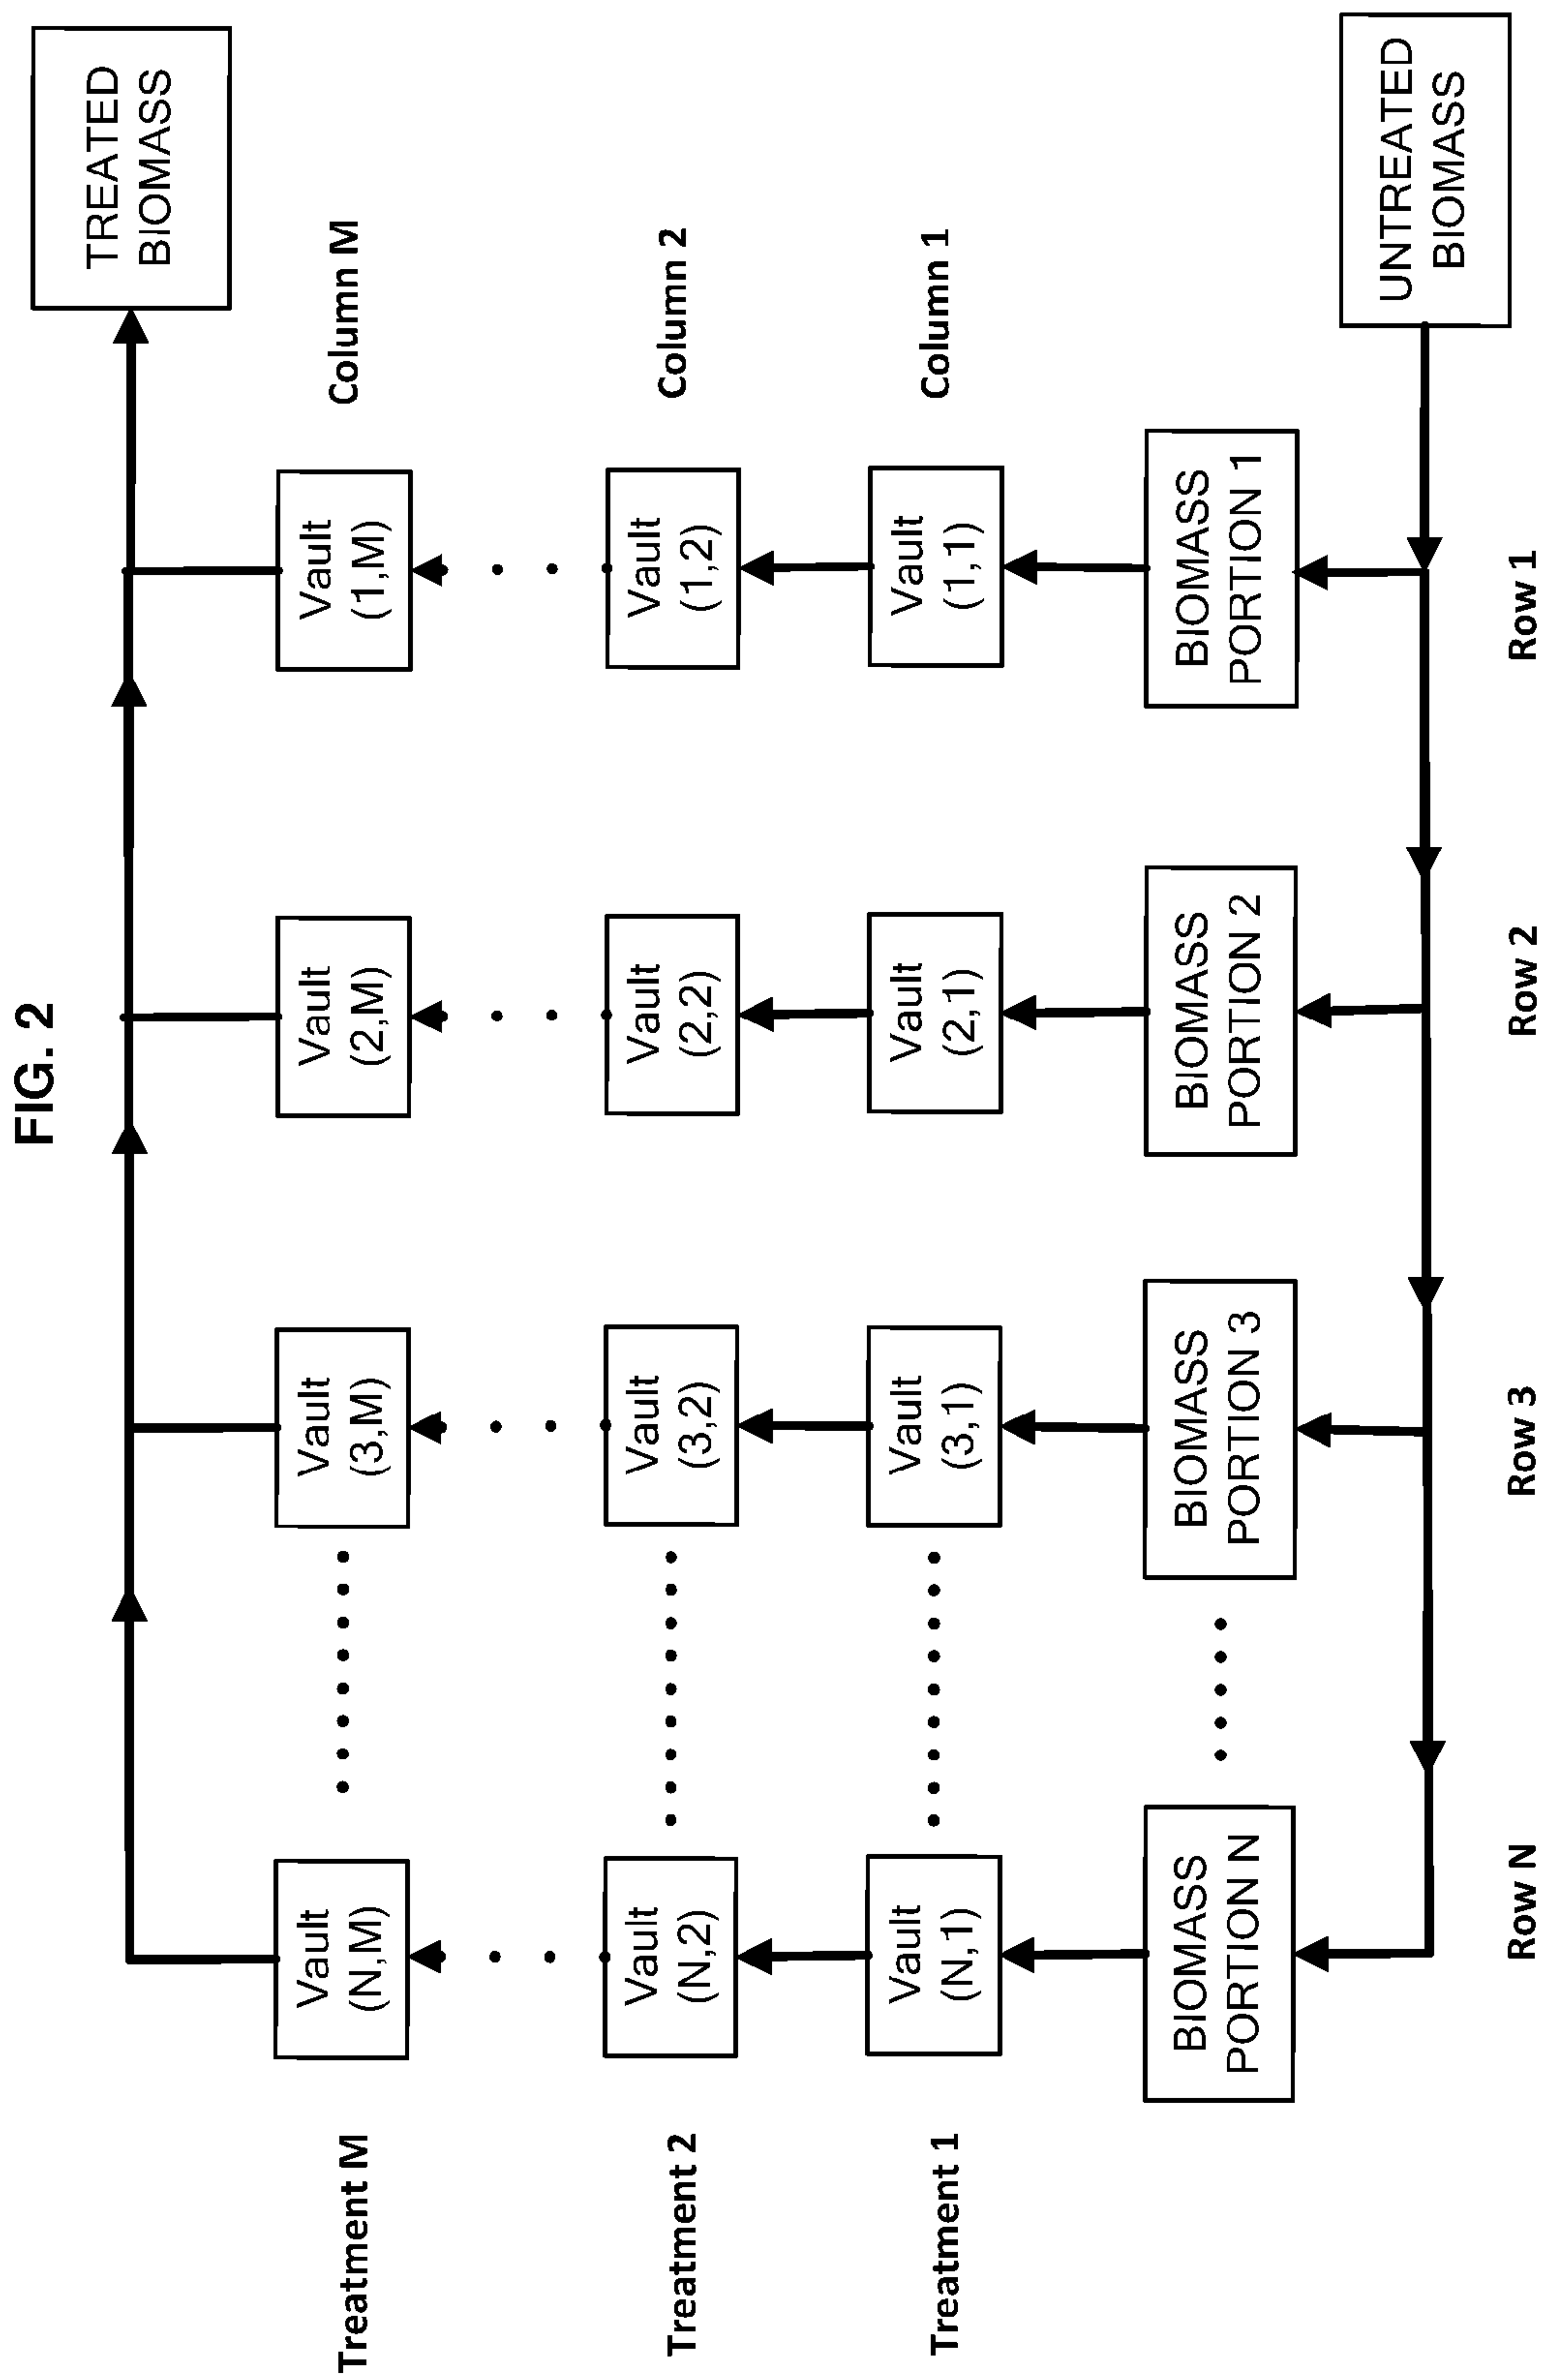 FIG. 2
TREATED
BIOMASS
Treatment M
Vault
(N,M)
Vault
(3,M)
Vault
(2,M)
Vault
(1,M)
Column M
Treatment 2
Vault
(N,2)
Vault
(3,2)
Vault
(2,2)
Vault
(1,2)
Column 2
Treatment 1
Vault
(N,1)
Vault
(3,1)
Vault
(2,1)
Vault
(1,1)
Column 1
BIOMASS
PORTION N
BIOMASS
PORTION 3
BIOMASS
PORTION 2
BIOMASS
PORTION 1
UNTREATED
BIOMASS
Row N
Row 3
Row 2
Row 1